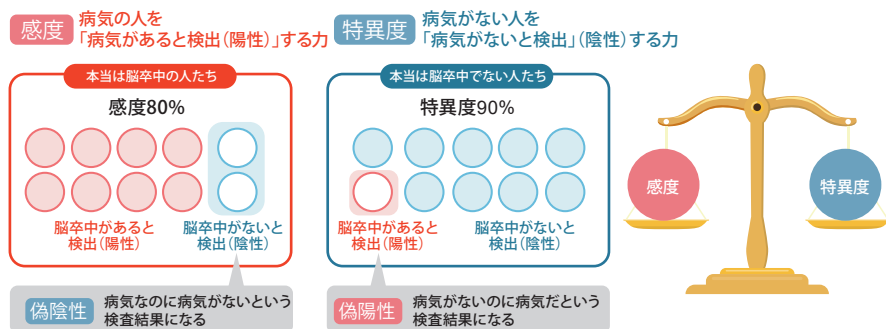 感度
病気の人を
「病気があると検出(陽性)」する力
特異度
病気がない人を
「病気がないと検出」(陰性)する力
本当は脳卒中の人たち
感度80%
脳卒中があると
検出(陽性)
脳卒中がないと
検出(陰性)
本当は脳卒中でない人たち
特異度90%
脳卒中があると
検出(陽性)
脳卒中がないと
検出(陰性)
偽陰性
病気なのに病気がないという
検査結果になる
偽陽性
病気がないのに病気だという
検査結果になる
感度
特異度